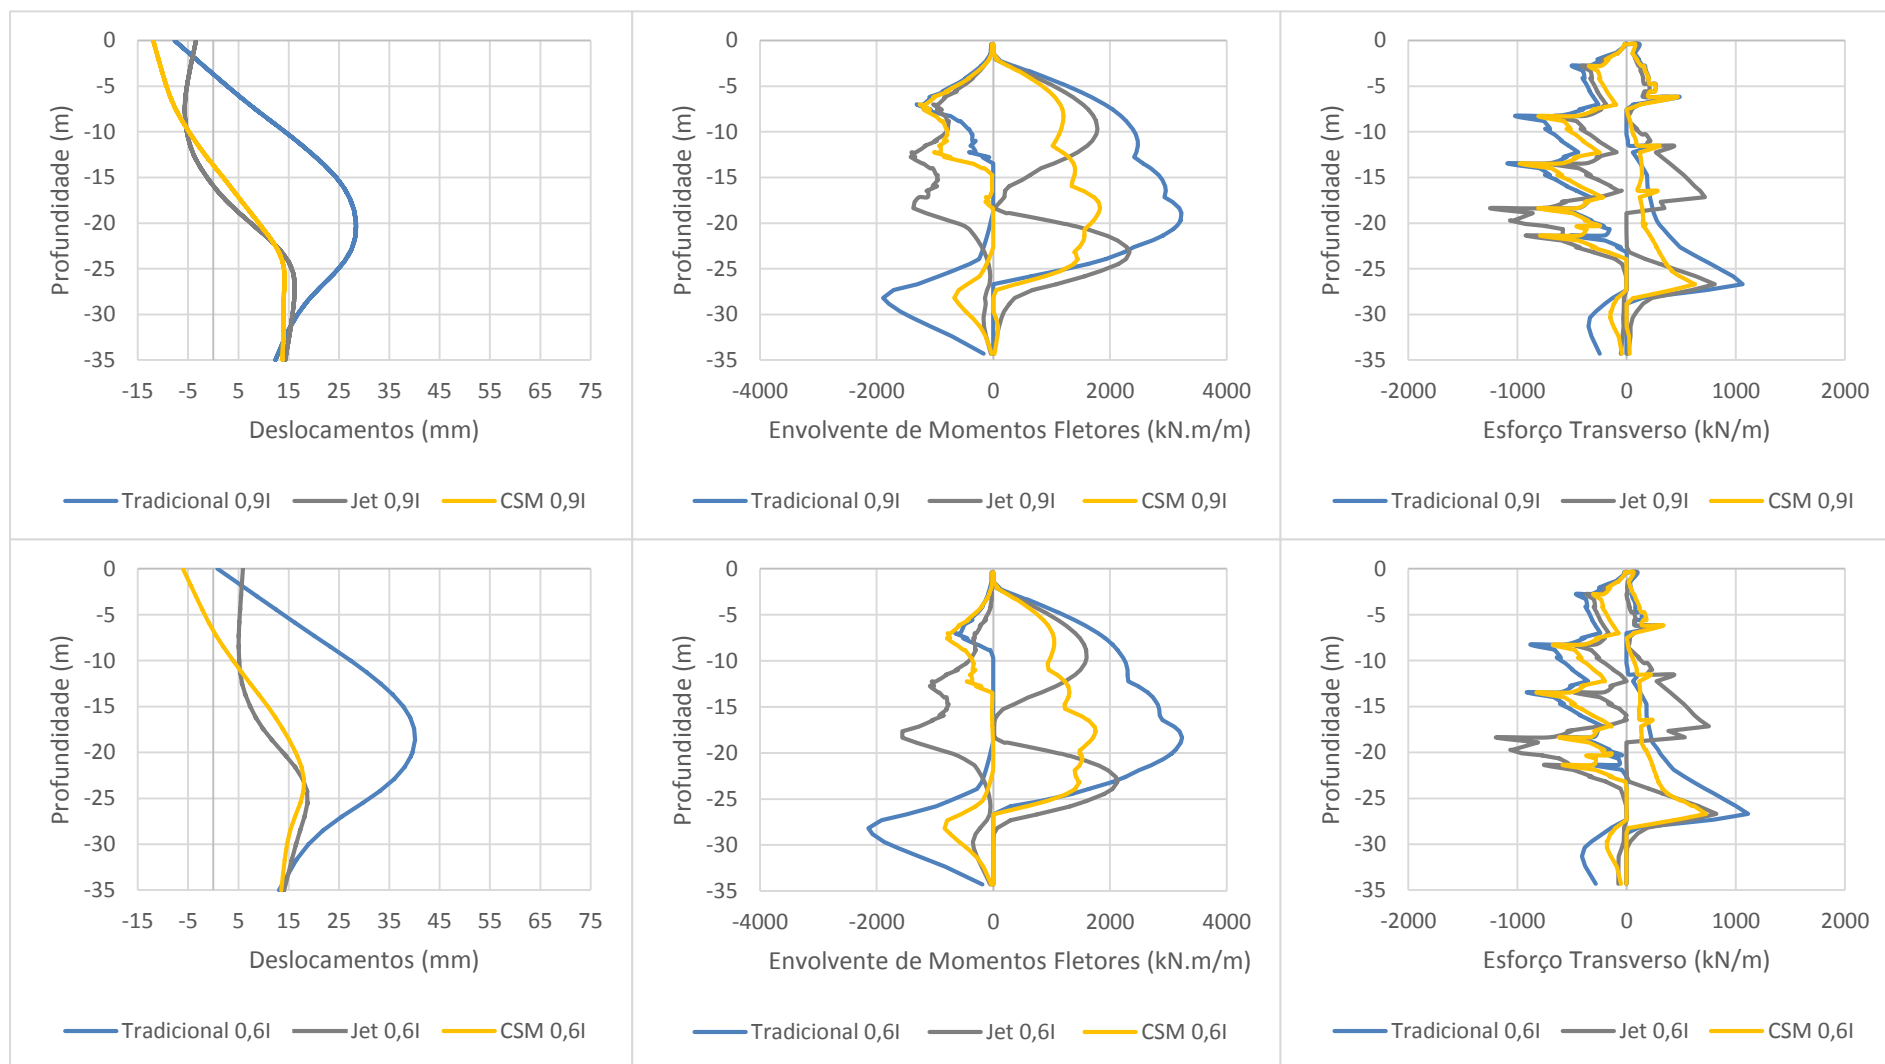 0
-5
-10
-15
-20
-25
-30
-35
Profundidade (m)
-15 -5 5 15 25 35 45 55 65 75
Deslocamentos (mm)
Tradicional 0,9I Jet 0,9I CSM 0,9I
0
-5
-10
-15
-20
-25
-30
-35
Profundidade (m)
-4000 -2000 0 2000 4000
Envolvente de Momentos Fletores (kN.m/m)
Tradicional 0,9I Jet 0,9I CSM 0,9I
0
-5
-10
-15
-20
-25
-30
-35
Profundidade (m)
-2000 -1000 0 1000 2000
Esforço Transverso (kN/m)
Tradicional 0,9I Jet 0,9I CSM 0,9I
0
-5
-10
-15
-20
-25
-30
-35
Profundidade (m)
-15 -5 5 15 25 35 45 55 65 75
Deslocamentos (mm)
Tradicional 0,6I Jet 0,6I CSM 0,6I
0
-5
-10
-15
-20
-25
-30
-35
Profundidade (m)
-4000 -2000 0 2000 4000
Envolvente de Momentos Fletores (kN.m/m)
Tradicional 0,6I Jet 0,6I CSM 0,6I
0
-5
-10
-15
-20
-25
-30
-35
Profundidade (m)
-2000 -1000 0 1000 2000
Esforço Transverso (kN/m)
Tradicional 0,6I Jet 0,6I CSM 0,6I